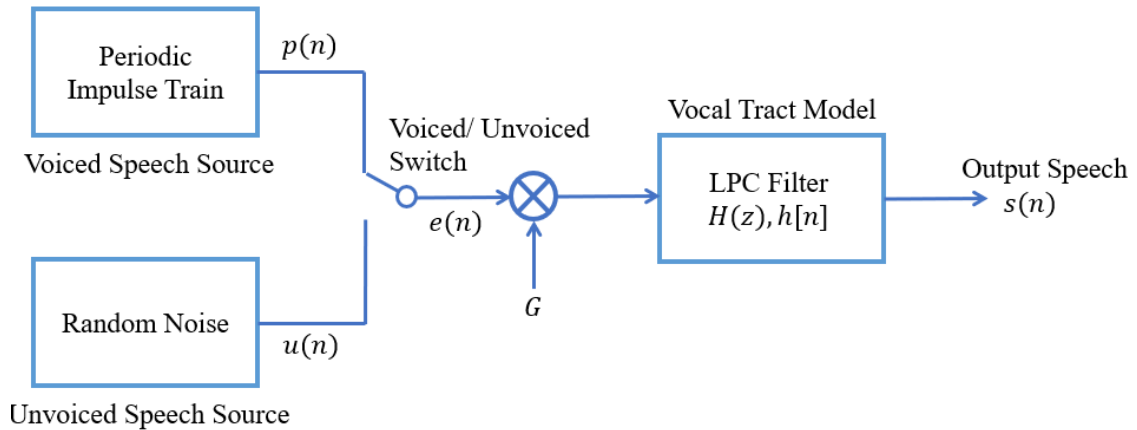 Periodic
Impulse Train
p(n)
Voiced Speech Source
Voiced/ Unvoiced
Switch
e(n)
G
Vocal Tract Model
LPC Filter
H(z), h[n]
Output Speech
s(n)
Random Noise
u(n)
Unvoiced Speech Source